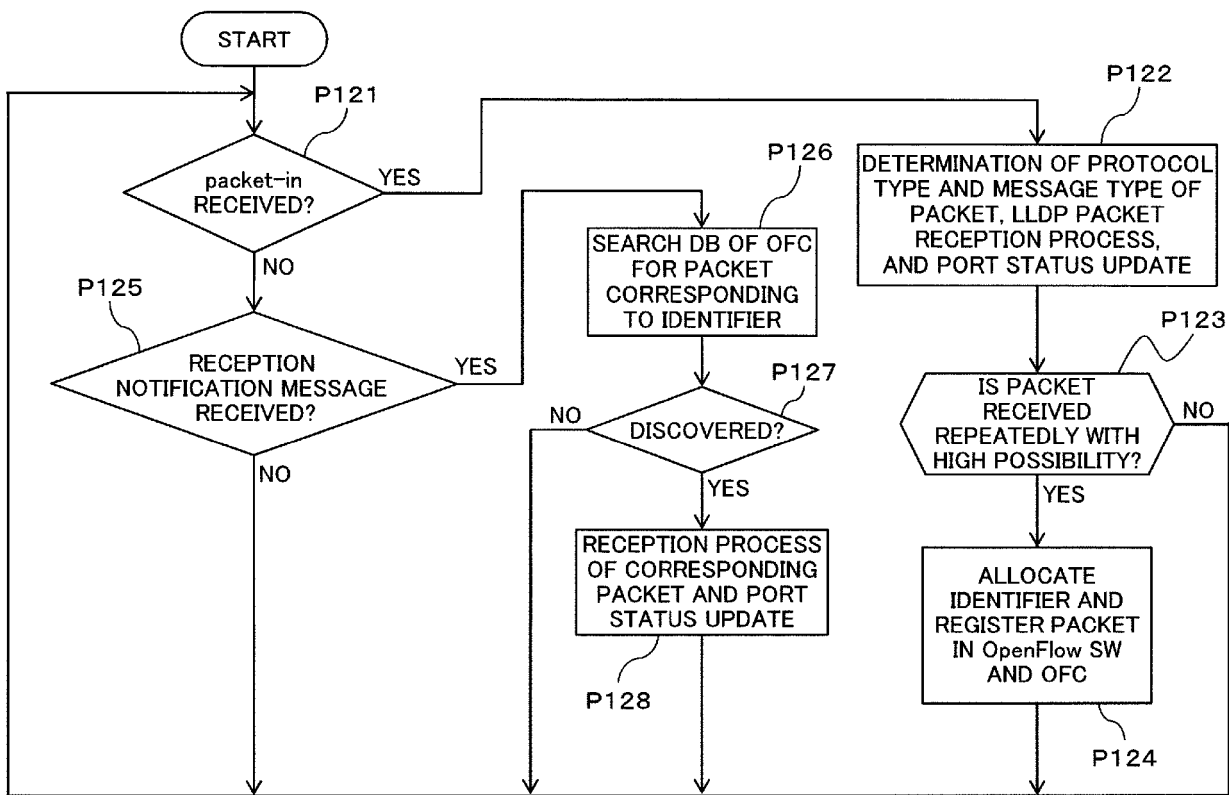 START
P121
packet-in
RECEIVED?
YES
NO
P125
RECEPTION
NOTIFICATION MESSAGE
RECEIVED?
YES
NO
P126
SEARCH DB OF OFC
FOR PACKET
CORRESPONDING
TO IDENTIFIER
P127
DISCOVERED?
NO
YES
RECEPTION PROCESS
OF CORRESPONDING
PACKET AND PORT
STATUS UPDATE
P128
P122
DETERMINATION OF PROTOCOL
TYPE AND MESSAGE TYPE OF
PACKET, LLDP PACKET
RECEPTION PROCESS,
AND PORT STATUS UPDATE
P123
IS PACKET
RECEIVED
REPEATEDLY WITH
HIGH POSSIBILITY?
NO
YES
ALLOCATE
IDENTIFIER AND
REGISTER PACKET
IN OpenFlow SW
AND OFC
P124